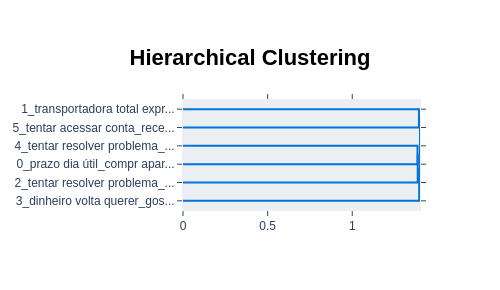 Hierarchical Clustering
1_transportadora total expr...
5_tentar acessar conta_rece...
4_tentar resolver problema_...
0_prazo dia útil_compr apar...
2_tentar resolver problema_...
3_dinheiro volta querer_gos...
0 0.5 1